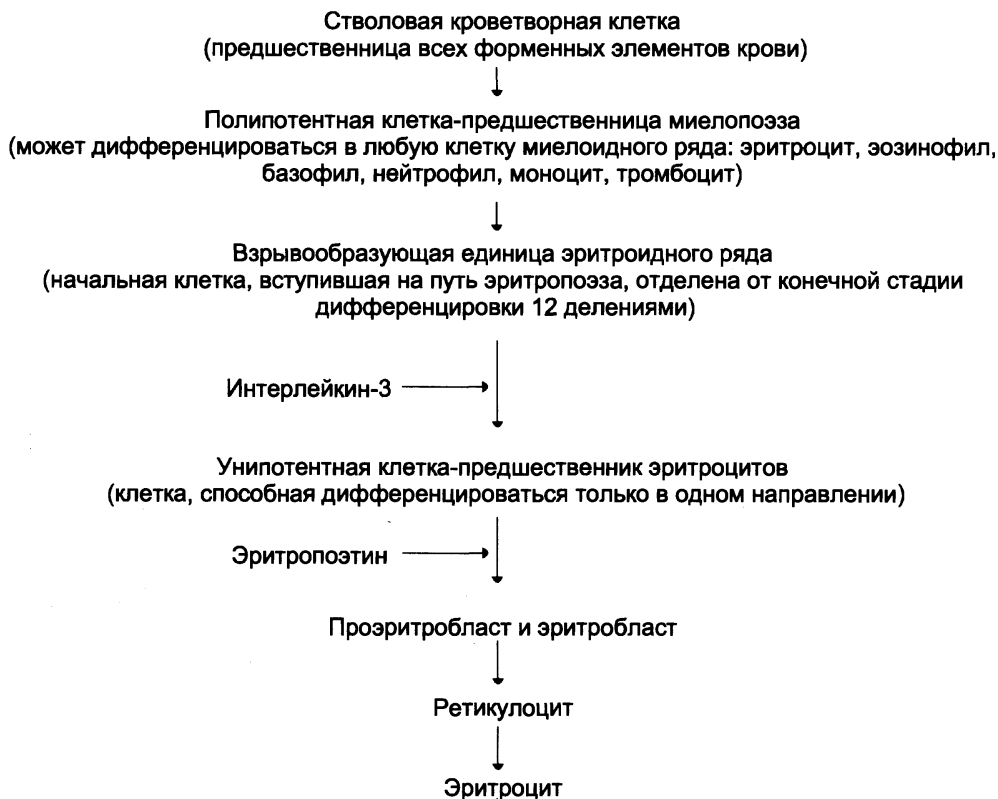 Стволовая кроветворная клетка
(предшественница всех форменных элементов крови)
Полипотентная клетка-предшественница миелопоэза
(может дифференцироваться в любую клетку миелоидного ряда: эритроцит, эозинофил,
базофил, нейтрофил, моноцит, тромбоцит)
Взрывообразующая единица эритроидного ряда
(начальная клетка, вступившая на путь эритропоэза, отделена от конечной стадии
дифференцировки 12 делениями)
Интерлейкин-3
Унипотентная клетка-предшественник эритроцитов
(клетка, способная дифференцироваться только в одном направлении)
Эритропоэтин
Проэритробласт и эритробласт
Ретикулоцит
Эритроцит